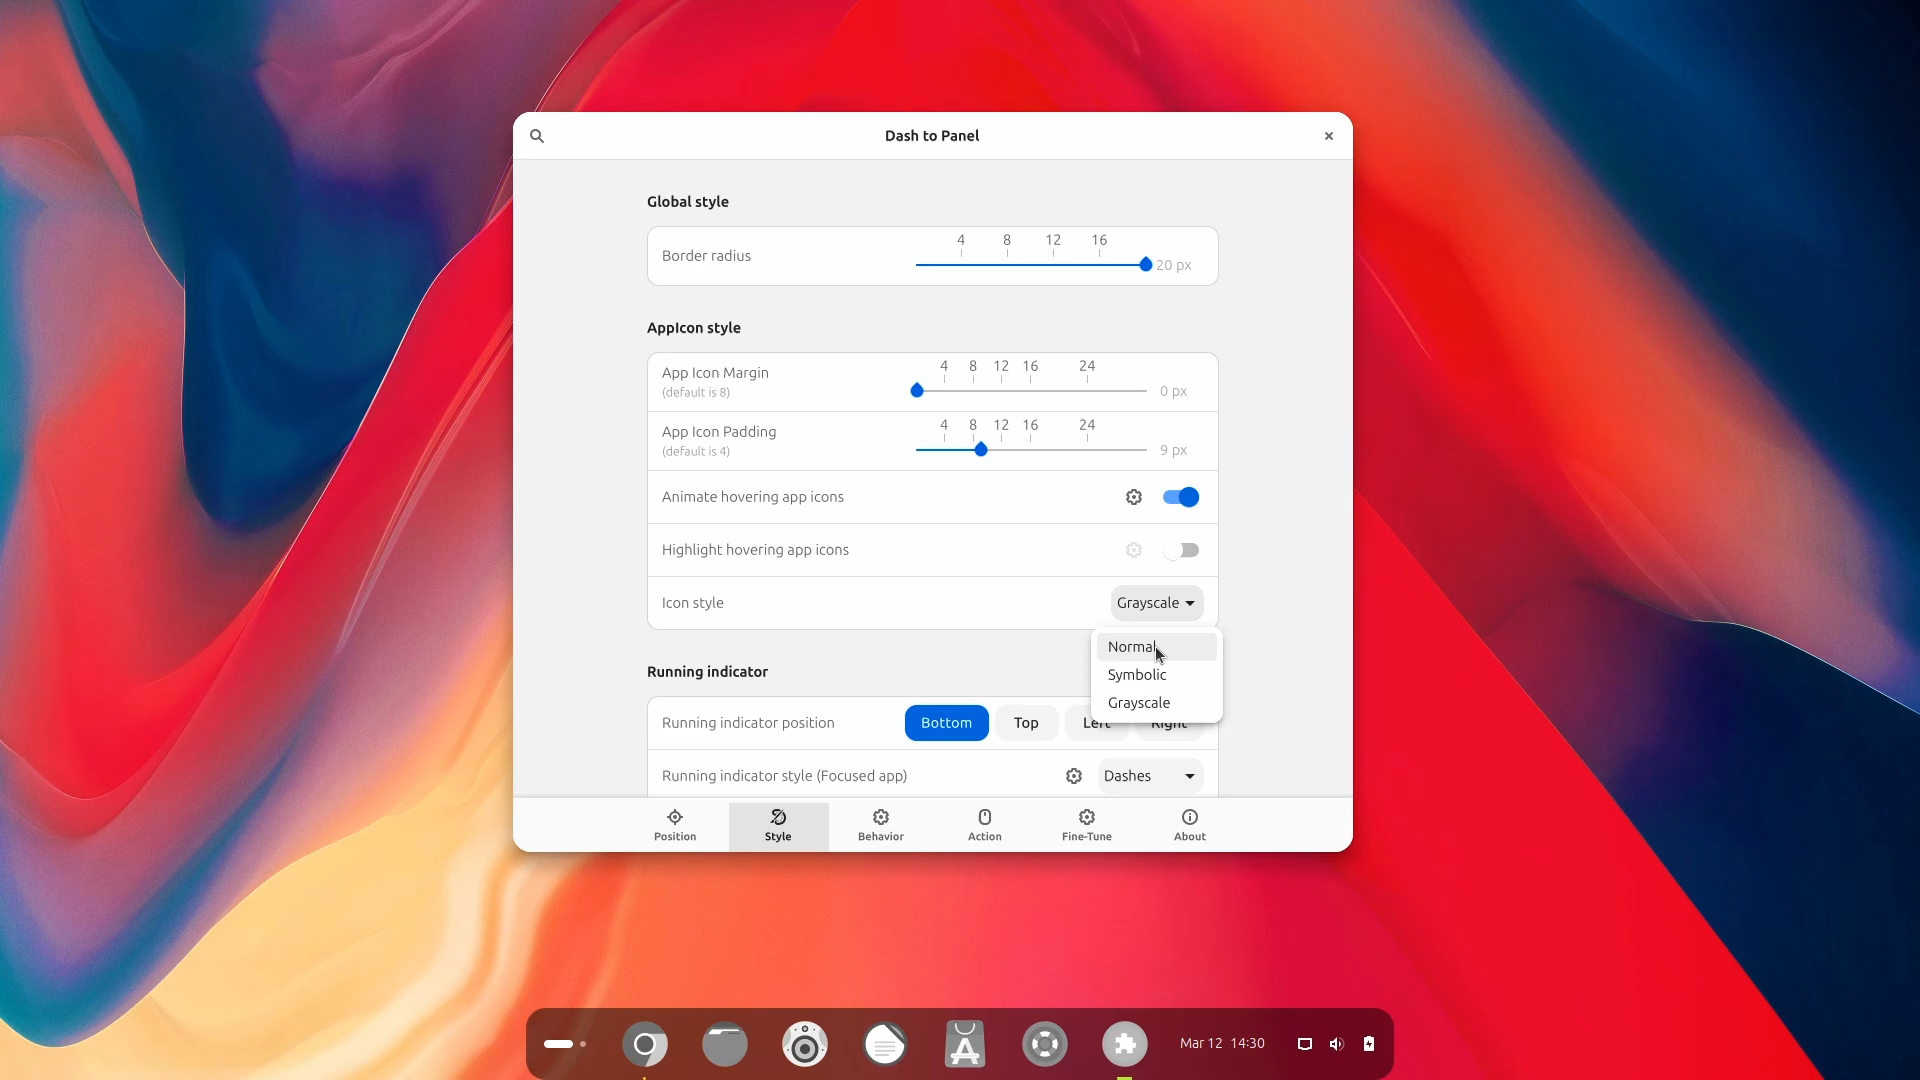 Dash to Panel
Global style
4 8 12 16
Border radius
20 px
AppIcon style
4 8 12 16 24
App Icon Margin
(default is 8)
0 px
4 8 12 16 24
App Icon Padding
(default is 4)
9 px
Animate hovering app icons
Highlight hovering app icons
Icon style
Grayscale
Normal
Symbolic
Grayscale
Running indicator
Running indicator position
Bottom Top Left Right
Running indicator style (Focused app)
Dashes
Position Style Behavior Action Fine-Tune About
Mar 12 14:30